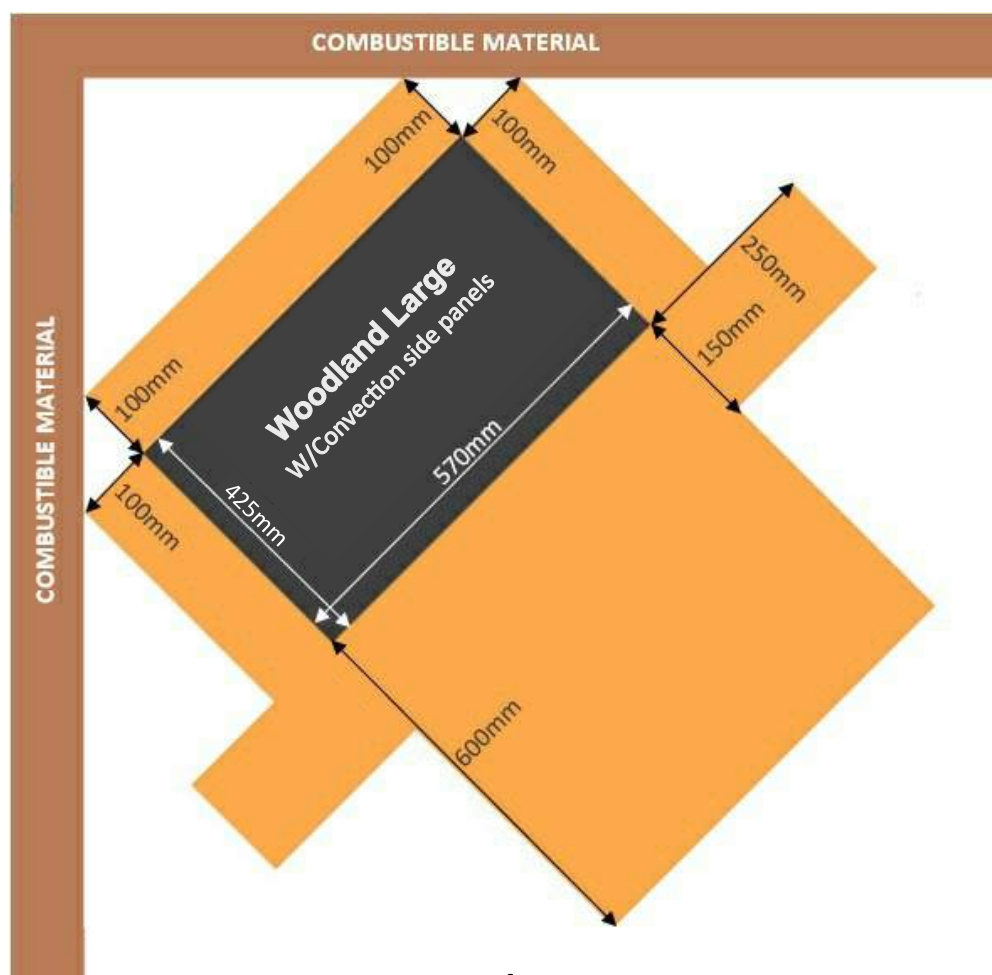 COMBUSTIBLE MATERIAL
100mm
100mm
250mm
150mm
Woodland Large
W/Convection side panels
COMBUSTIBLE MATERIAL
100mm
100mm
425mm
570mm
600mm